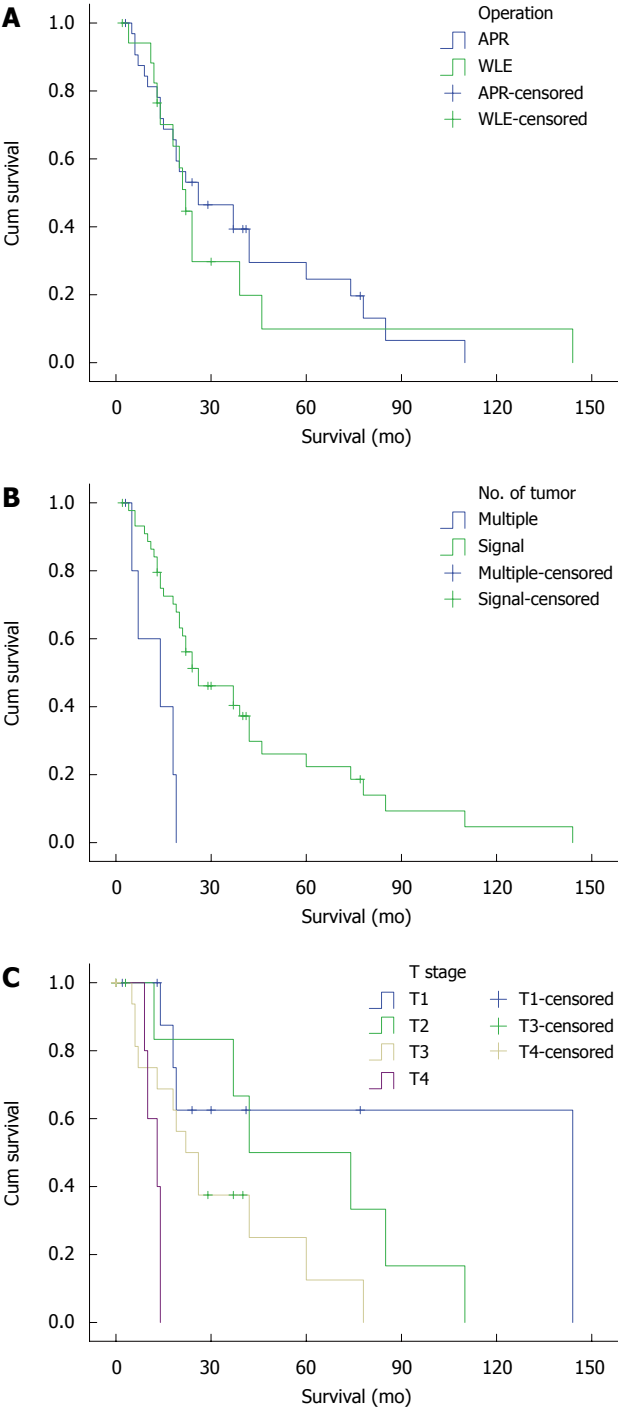 A
Operation
APR
WLE
APR-censored
WLE-censored
Cum survival
1.0
0.8
0.6
0.4
0.2
0.0
0 30 60 90 120 150
Survival (mo)
B
No. of tumor
Multiple
Signal
Multiple-censored
Signal-censored
Cum survival
1.0
0.8
0.6
0.4
0.2
0.0
0 30 60 90 120 150
Survival (mo)
C
T stage
T1 T1-censored
T2 T3-censored
T3 T4-censored
T4
Cum survival
1.0
0.8
0.6
0.4
0.2
0.0
0 30 60 90 120 150
Survival (mo)